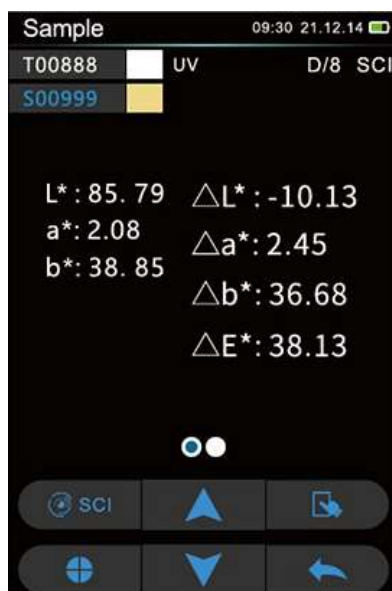 Sample 09:30 21.12.14
T00888 UV D/8 SCI
S00999
L*: 85. 79
a*: 2.08
b*: 38. 85
△L*: -10.13
△a*: 2.45
△b*: 36.68
△E*: 38.13
SCI